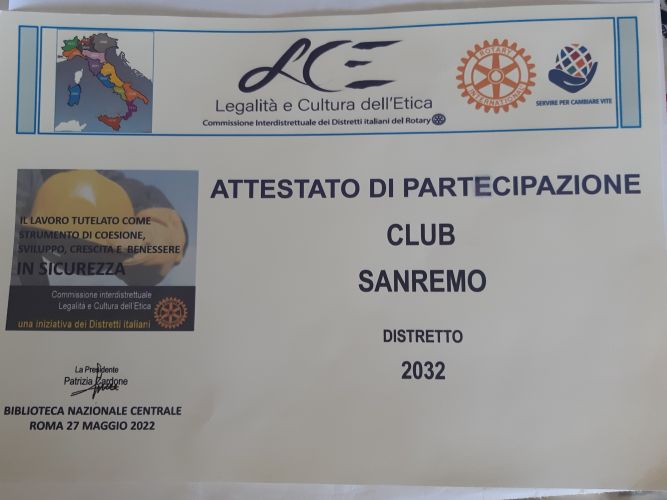 LCE
Legalità e Cultura dell'Etica
Commissione Interdistrettuale dei Distretti italiani del Rotary
ROTARY
INTERNATIONAL
SERVIRE PER CAMBIARE VITE
ATTESTATO DI PARTECIPAZIONE
CLUB
SANREMO
DISTRETTO
2032
IL LAVORO TUTELATO COME
STRUMENTO DI COESIONE,
SVILUPPO, CRESCITA E BENESSERE
IN SICUREZZA
Commissione interdistrettuale
Legalità e Cultura dell'Etica
una iniziativa dei Distretti italiani
La Presidente
Patrizia Cardone
BIBLIOTECA NAZIONALE CENTRALE
ROMA 27 MAGGIO 2022